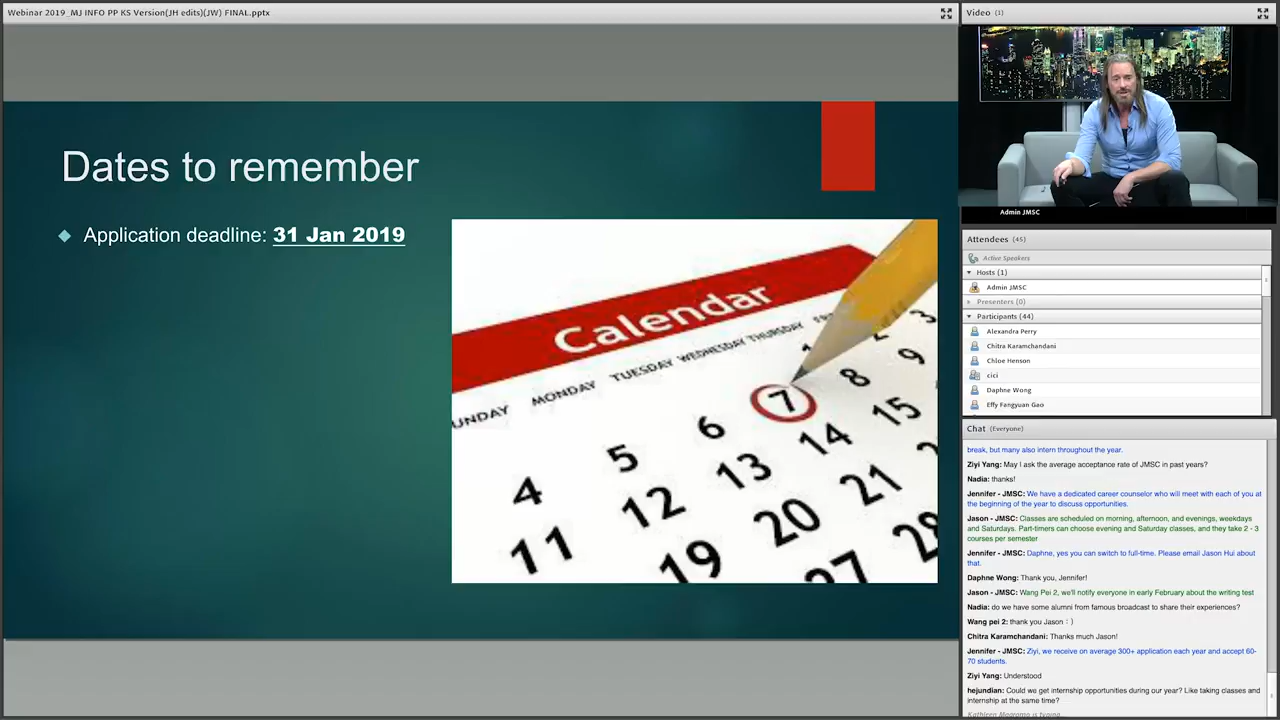 Webinar 2019_MJ INFO PP KS Version(JH edits)(JW) FINAL.pptx
Dates to remember
Application deadline: 31 Jan 2019
Calendar
UNDAY MONDAY TUESDAY WEDNESDAY THURSDAY FR
1 2 3
4 5 6 7 8 9
11 12 13 14 15
19 20 21
27 28
Video (1)
Admin JMSC
Attendees (45)
Active Speakers
Hosts (1)
Admin JMSC
Presenters (0)
Participants (44)
Alexandra Perry
Chitra Karamchandani
Chloe Henson
cici
Daphne Wong
Effy Fangyuan Gao
Chat (Everyone)
break, but many also intern throughout the year.
Ziyi Yang: May I ask the average acceptance rate of JMSC in past years?
Nadia: thanks!
Jennifer - JMSC: We have a dedicated career counselor who will meet with each of you at
the beginning of the year to discuss opportunities.
Jason - JMSC: Classes are scheduled on morning, afternoon, and evenings, weekdays
and Saturdays. Part-timers can choose evening and Saturday classes, and they take 2 - 3
courses per semester
Jennifer - JMSC: Daphne, yes you can switch to full-time. Please email Jason Hui about
that.
Daphne Wong: Thank you, Jennifer!
Jason - JMSC: Wang Pei 2, we'll notify everyone in early February about the writing test
Nadia: do we have some alumni from famous broadcast to share their experiences?
Wang pei 2: thank you Jason : )
Chitra Karamchandani: Thanks much Jason!
Jennifer - JMSC: Ziyi, we receive on average 300+ application each year and accept 60-
70 students.
Ziyi Yang: Understood
hejundian: Could we get internship opportunities during our year? Like taking classes and
internship at the same time?
Kathleen Magramo is typing...